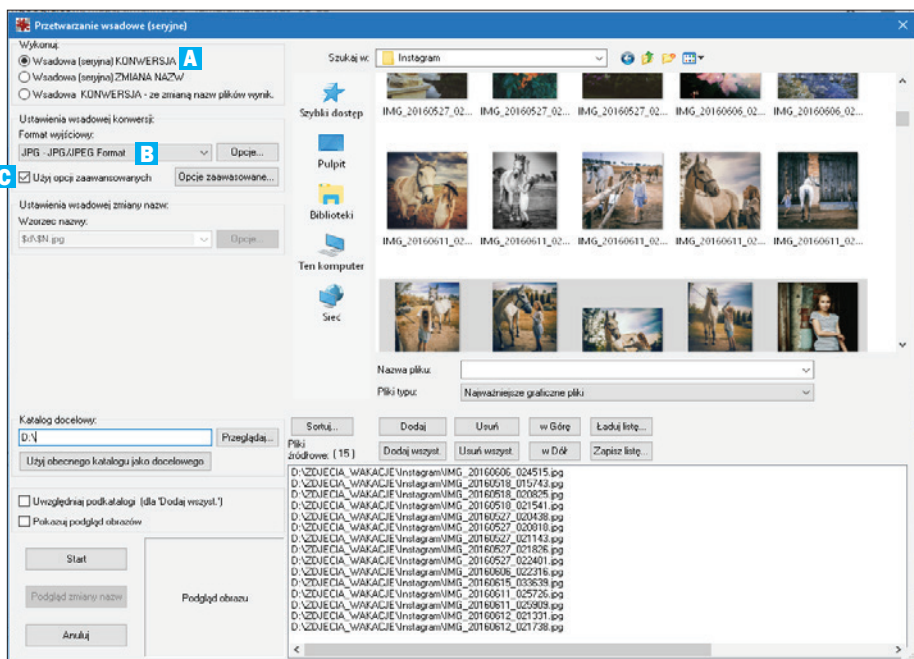 Przetwarzanie wsadowe (seryjne)
Wykonuj:
Wsadowa (seryjna) KONWERSJA
A
Wsadowa (seryjna) ZMIANA NAZW
Wsadowa KONWERSJA - ze zmianą nazw plików wynik.
Ustawienia wsadowej konwersji:
Format wyjściowy:
JPG - JPG/JPEG Format
B
Opcje...
C
Użyj opcji zaawansowanych
Opcje zaawasowane...
Ustawienia wsadowej zmiany nazw:
Wzorzec nazwy:
$d\$N.jpg
Opcje...
Katalog docelowy:
D:\
Przeglądaj...
Użyj obecnego katalogu jako docelowego
Uwzględniaj podkatalogi (dla 'Dodaj wszyst.')
Pokazuj podgląd obrazów
Start
Podgląd zmiany nazw
Anuluj
Podgląd obrazu
Szukaj w:
Instagram
Szybki dostęp
Pulpit
Biblioteki
Ten komputer
Sieć
IMG_20160527_02... IMG_20160527_02... IMG_20160527_02... IMG_20160606_02... IMG_20160606_02...
IMG_20160611_02... IMG_20160611_02... IMG_20160611_02... IMG_20160611_02... IMG_20160611_02...
Nazwa pliku:
Pliki typu:
Najważniejsze graficzne pliki
Sortuj...
Dodaj
Usuń
w Górę
Ładuj listę...
Pliki
źródłowe: ( 15 )
Dodaj wszyst.
Usuń wszyst.
w Dół
Zapisz listę...
D:\ZDJECIA_WAKACJE\Instagram\IMG_20160606_024515.jpg
D:\ZDJECIA_WAKACJE\Instagram\IMG_20160518_015743.jpg
D:\ZDJECIA_WAKACJE\Instagram\IMG_20160518_020825.jpg
D:\ZDJECIA_WAKACJE\Instagram\IMG_20160518_021541.jpg
D:\ZDJECIA_WAKACJE\Instagram\IMG_20160527_020438.jpg
D:\ZDJECIA_WAKACJE\Instagram\IMG_20160527_020818.jpg
D:\ZDJECIA_WAKACJE\Instagram\IMG_20160527_021143.jpg
D:\ZDJECIA_WAKACJE\Instagram\IMG_20160527_021826.jpg
D:\ZDJECIA_WAKACJE\Instagram\IMG_20160527_022401.jpg
D:\ZDJECIA_WAKACJE\Instagram\IMG_20160606_022316.jpg
D:\ZDJECIA_WAKACJE\Instagram\IMG_20160615_033639.jpg
D:\ZDJECIA_WAKACJE\Instagram\IMG_20160611_025726.jpg
D:\ZDJECIA_WAKACJE\Instagram\IMG_20160611_025909.jpg
D:\ZDJECIA_WAKACJE\Instagram\IMG_20160612_021331.jpg
D:\ZDJECIA_WAKACJE\Instagram\IMG_20160612_021738.jpg